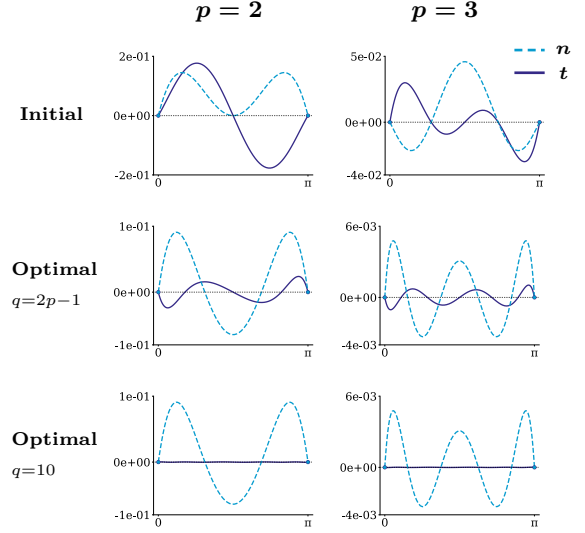 p = 2 p = 3
n
t
Initial
2e-01
0e+00
-2e-01
0 π
5e-02
0e+00
-4e-02
0 π
Optimal
q=2p−1
1e-01
0e+00
-1e-01
0 π
6e-03
0e+00
-4e-03
0 π
Optimal
q=10
1e-01
0e+00
-1e-01
0 π
6e-03
0e+00
-4e-03
0 π